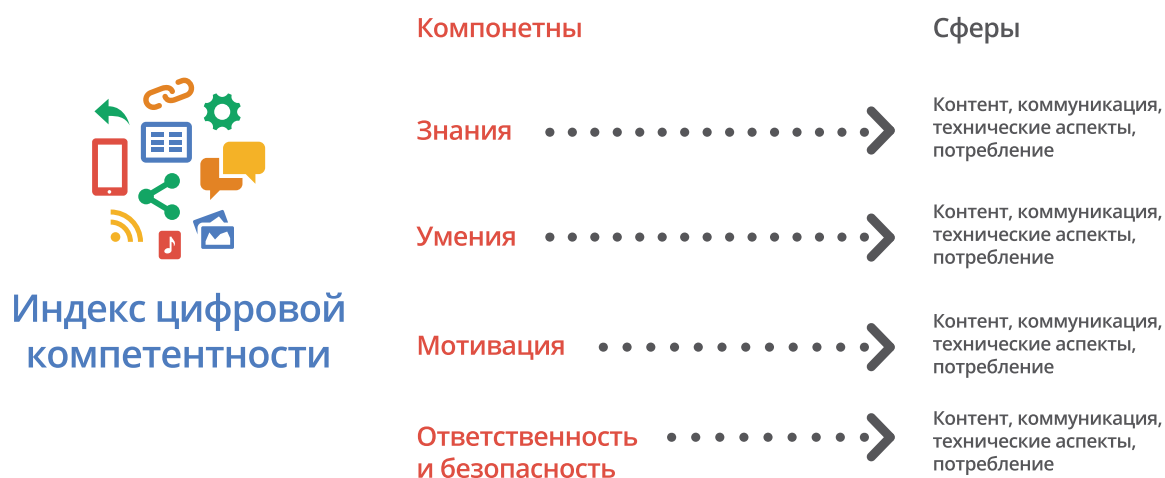 Компонетны
Сферы
Индекс цифровой
компетентности
Знания
Контент, коммуникация,
технические аспекты,
потребление
Умения
Контент, коммуникация,
технические аспекты,
потребление
Мотивация
Контент, коммуникация,
технические аспекты,
потребление
Ответственность
и безопасность
Контент, коммуникация,
технические аспекты,
потребление